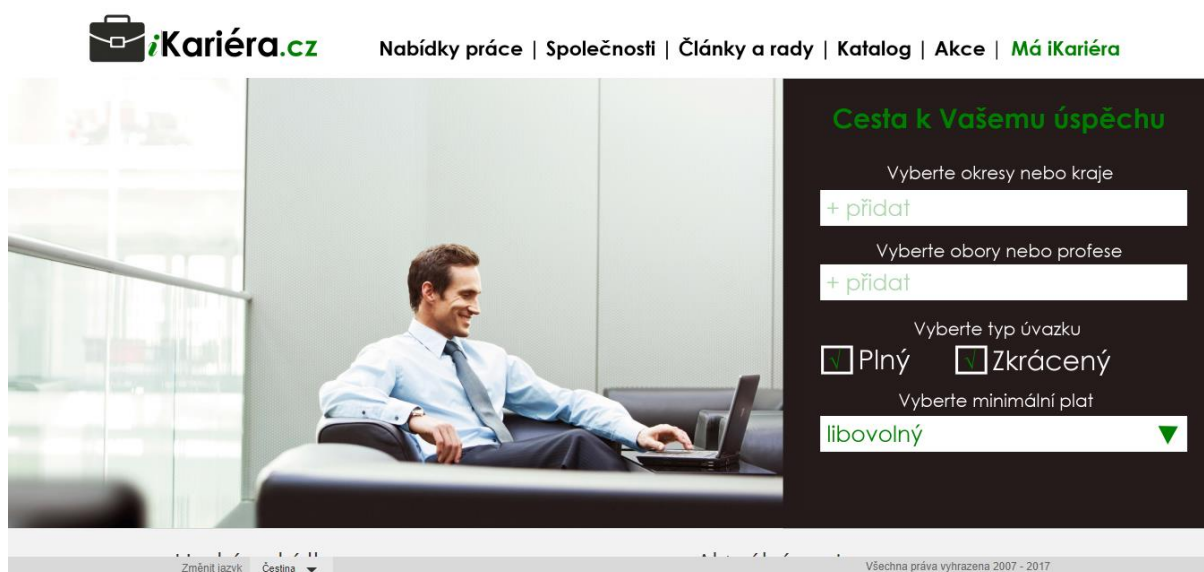 iKariéra.cz
Nabídky práce | Společnosti | Články a rady | Katalog | Akce | Má iKariéra
Cesta k Vašemu úspěchu
Vyberte okresy nebo kraje
+ přidat
Vyberte obory nebo profese
+ přidat
Vyberte typ úvazku
√ Plný √ Zkrácený
Vyberte minimální plat
libovolný ▼
Změnit jazyk Čestina ▼ Všechna práva vyhrazena 2007 - 2017